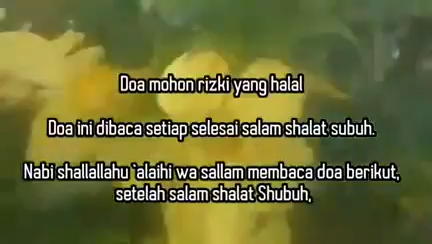 Doa mohon rizki yang halal
Doa ini dibaca setiap selesai salam shalat subuh.
Nabi shallallahu `alaihi wa sallam membaca doa berikut,
setelah salam shalat Shubuh,